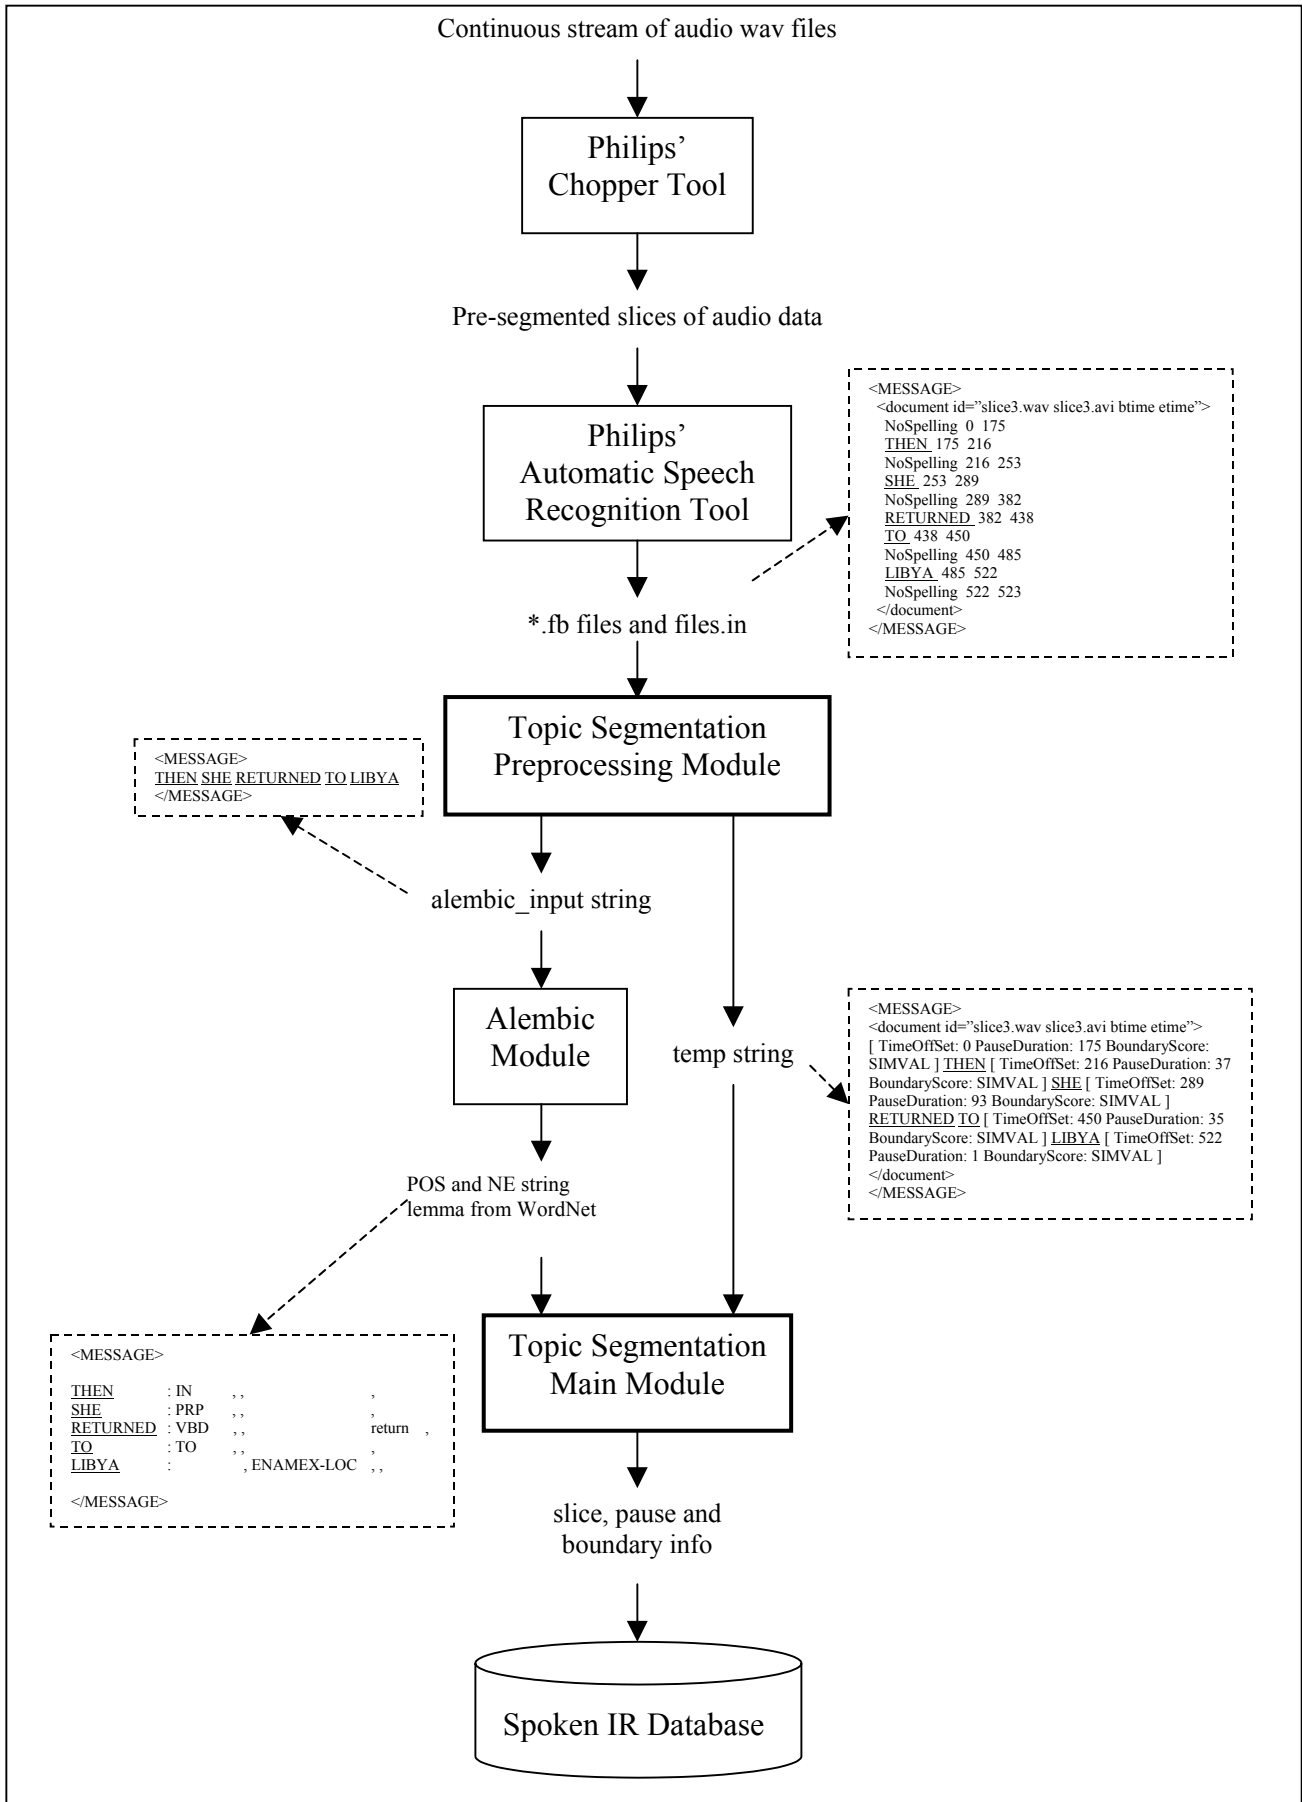 Continuous stream of audio wav files
Philips’
Chopper Tool
Pre-segmented slices of audio data
Philips’
Automatic Speech
Recognition Tool
<MESSAGE>
<document id=”slice3.wav slice3.avi btime etime”>
NoSpelling 0 175
THEN 175 216
NoSpelling 216 253
SHE 253 289
NoSpelling 289 382
RETURNED 382 438
TO 438 450
NoSpelling 450 485
LIBYA 485 522
NoSpelling 522 523
</document>
</MESSAGE>
*.fb files and files.in
Topic Segmentation
Preprocessing Module
<MESSAGE>
THEN SHE RETURNED TO LIBYA
</MESSAGE>
alembic_input string
Alembic
Module
temp string
<MESSAGE>
<document id=”slice3.wav slice3.avi btime etime”>
[ TimeOffSet: 0 PauseDuration: 175 BoundaryScore:
SIMVAL ] THEN [ TimeOffSet: 216 PauseDuration: 37
BoundaryScore: SIMVAL ] SHE [ TimeOffSet: 289
PauseDuration: 93 BoundaryScore: SIMVAL ]
RETURNED TO [ TimeOffSet: 450 PauseDuration: 35
BoundaryScore: SIMVAL ] LIBYA [ TimeOffSet: 522
PauseDuration: 1 BoundaryScore: SIMVAL ]
</document>
</MESSAGE>
POS and NE string
lemma from WordNet
Topic Segmentation
Main Module
<MESSAGE>
THEN : IN , , ,
SHE : PRP , , ,
RETURNED : VBD , , return ,
TO : TO , , ,
LIBYA : , ENAMEX-LOC , ,
</MESSAGE>
slice, pause and
boundary info
Spoken IR Database